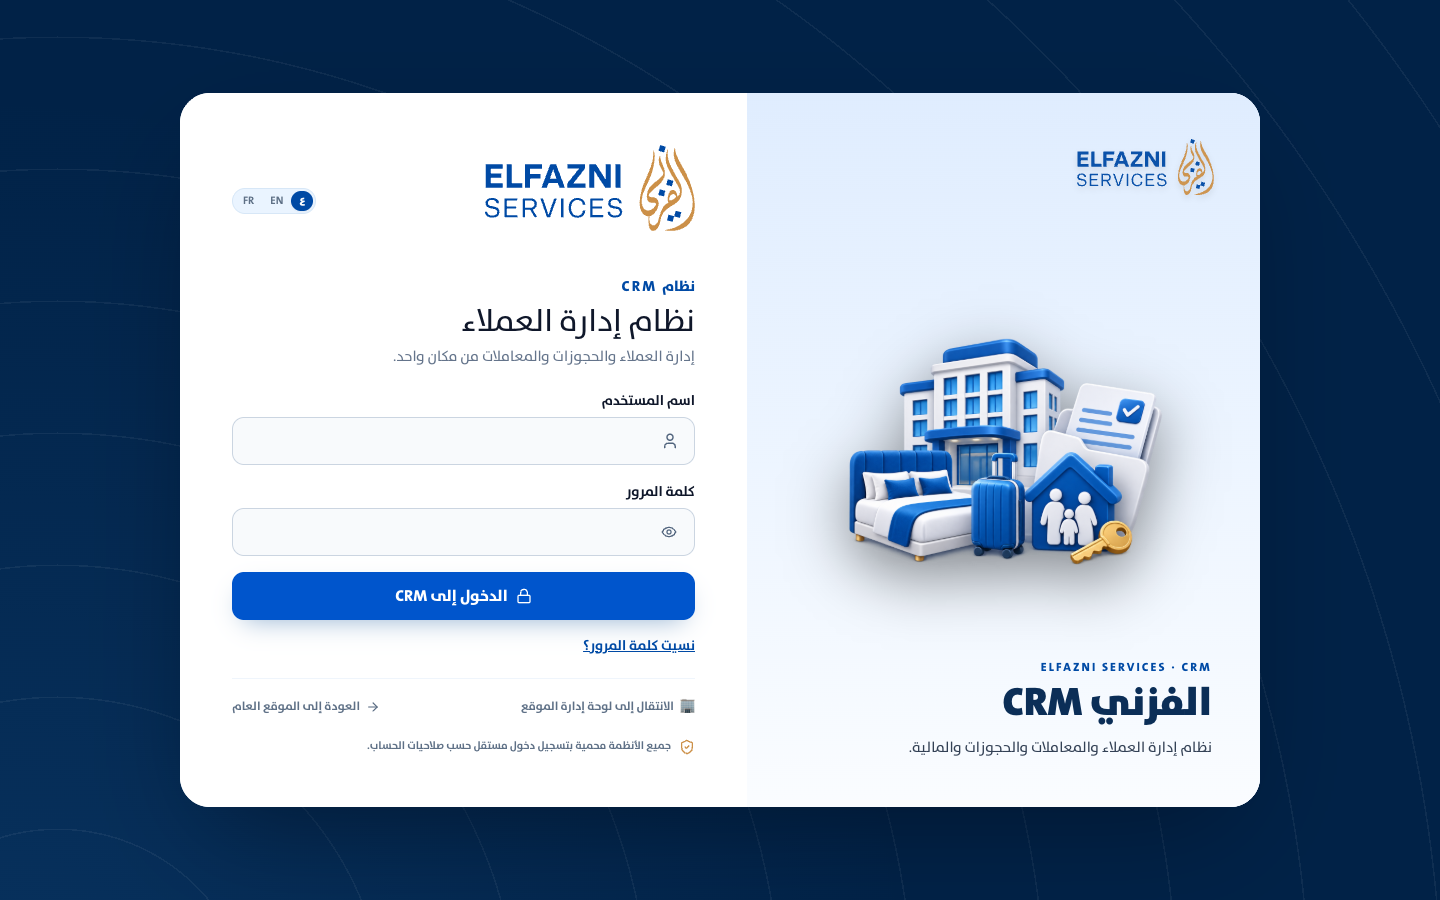 ELFAZNI
SERVICES
الفزني
ELFAZNI SERVICES · CRM
الفزني CRM
نظام إدارة العملاء والمعاملات والحجوزات والمالية.
ELFAZNI
SERVICES
الفزني
ع EN FR
نظام CRM
نظام إدارة العملاء
إدارة العملاء والحجوزات والمعاملات من مكان واحد.
اسم المستخدم
كلمة المرور
الدخول إلى CRM
نسيت كلمة المرور؟
الانتقال إلى لوحة إدارة الموقع
العودة إلى الموقع العام
جميع الأنظمة محمية بتسجيل دخول مستقل حسب صلاحيات الحساب.